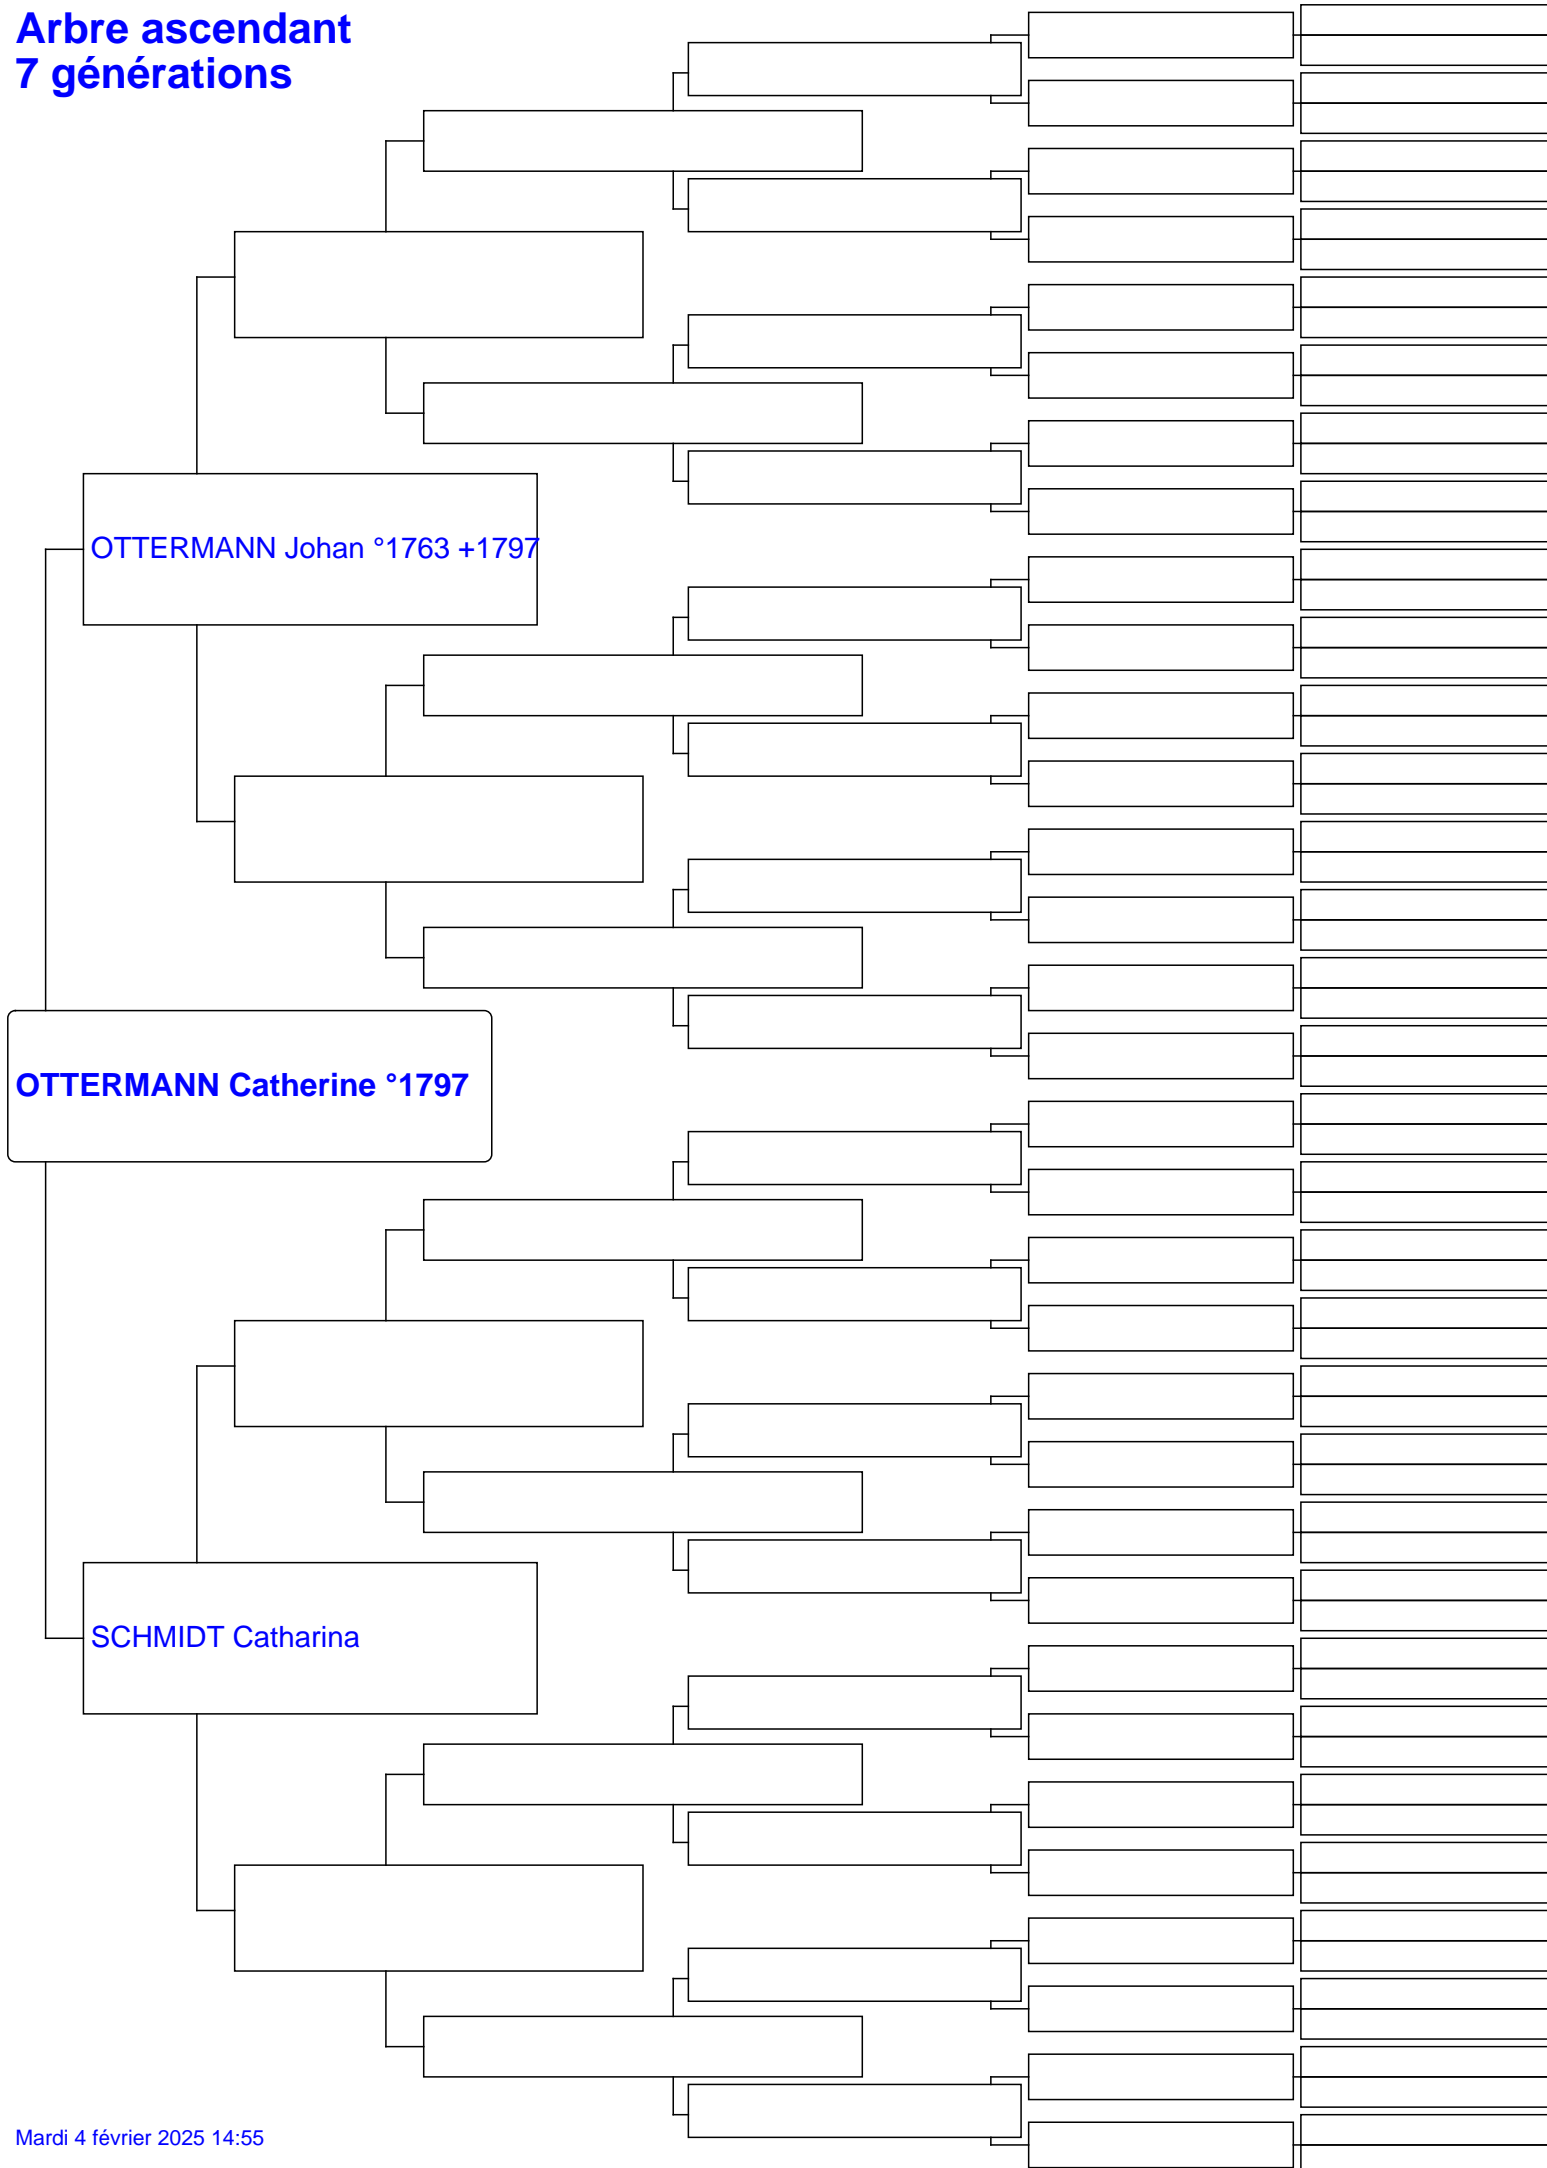 Arbre ascendant
7 générations
OTTERMANN Johan °1763 +1797
OTTERMANN Catherine °1797
SCHMIDT Catharina
Mardi 4 février 2025 14:55